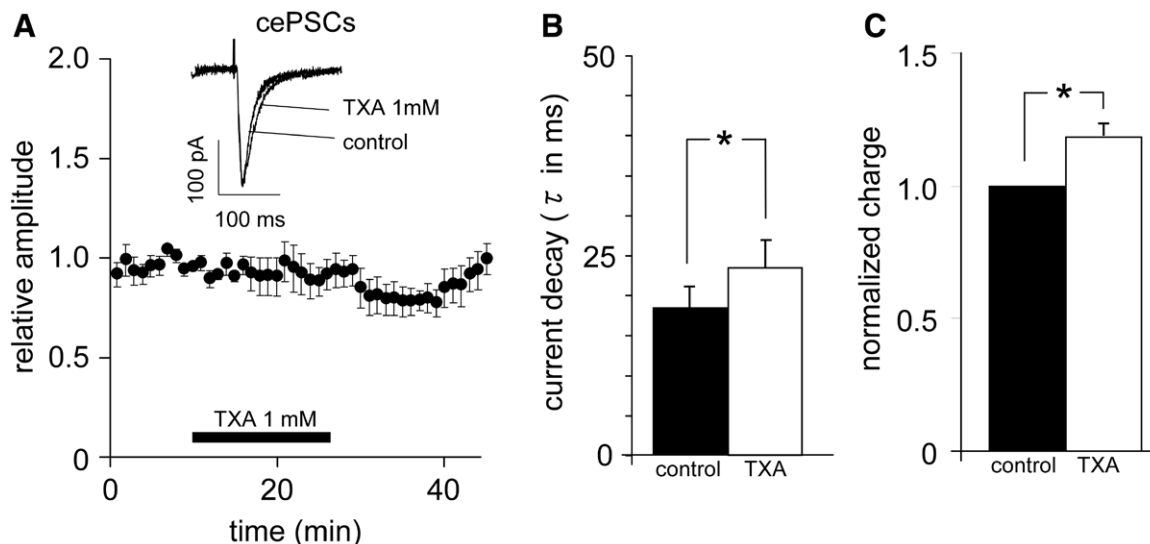 A
cePSCs
2.0
1.5
1.0
0.5
0
relative amplitude
TXA 1mM
control
100 pA
100 ms
TXA 1 mM
0
20
40
time (min)
B
50
25
0
current decay ( τ in ms)
*
control
TXA
C
1.5
1.0
0.5
0
normalized charge
*
control
TXA